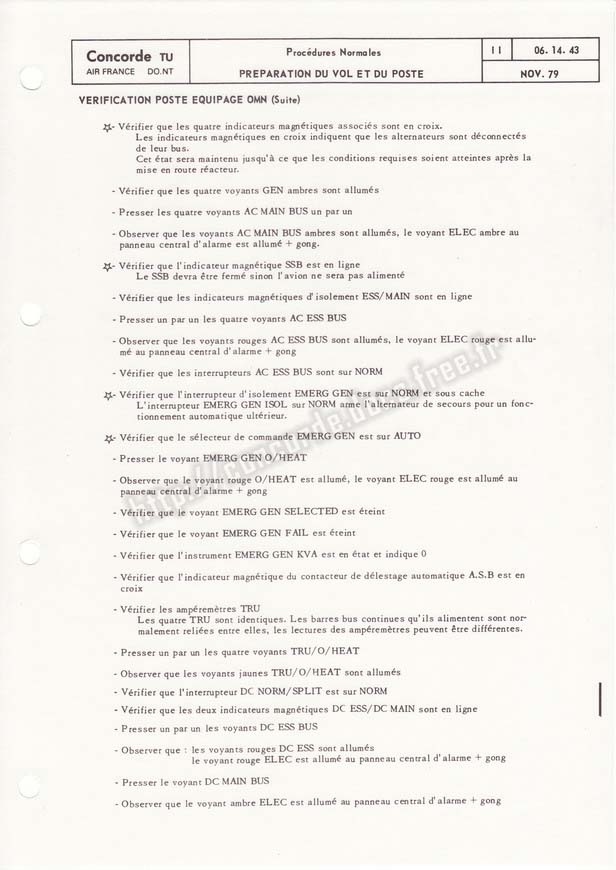 Concorde TU
AIR FRANCE DO.NT
Procédures Normales
PREPARATION DU VOL ET DU POSTE
11 06. 14. 43
NOV. 79
VERIFICATION POSTE EQUIPAGE OMN (Suite)
- Vérifier que les quatre indicateurs magnétiques associés sont en croix.
Les indicateurs magnétiques en croix indiquent que les alternateurs sont déconnectés
de leur bus.
Cet état sera maintenu jusqu'à ce que les conditions requises soient atteintes après la
mise en route réacteur.
- Vérifier que les quatre voyants GEN ambres sont allumés
- Presser les quatre voyants AC MAIN BUS un par un
- Observer que les voyants AC MAIN BUS ambres sont allumés, le voyant ELEC ambre au
panneau central d'alarme est allumé + gong.
- Vérifier que l'indicateur magnétique SSB est en ligne
Le SSB devra être fermé sinon l'avion ne sera pas alimenté
- Vérifier que les indicateurs magnétiques d'isolement ESS/MAIN sont en ligne
- Presser un par un les quatre voyants AC ESS BUS
- Observer que les voyants rouges AC ESS BUS sont allumés, le voyant ELEC rouge est allu-
mé au panneau central d'alarme + gong
- Vérifier que les interrupteurs AC ESS BUS sont sur NORM
- Vérifier que l'interrupteur d'isolement EMERG GEN est sur NORM et sous cache
L'interrupteur EMERG GEN ISOL sur NORM arme l'alternateur de secours pour un fonc-
tionnement automatique ultérieur.
- Vérifier que le sélecteur de commande EMERG GEN est sur AUTO
- Presser le voyant EMERG GEN O/HEAT
- Observer que le voyant rouge O/HEAT est allumé, le voyant ELEC rouge est allumé au
panneau central d'alarme + gong
- Vérifier que le voyant EMERG GEN SELECTED est éteint
- Vérifier que le voyant EMERG GEN FAIL est éteint
- Vérifier que l'instrument EMERG GEN KVA est en état et indique 0
- Vérifier que l'indicateur magnétique du contacteur de délestage automatique A.S.B est en
croix
- Vérifier les ampéremètres TRU
Les quatre TRU sont identiques. Les barres bus continues qu'ils alimentent sont nor-
malement reliées entre elles, les lectures des ampéremètres peuvent être différentes.
- Presser un par un les quatre voyants TRU/O/HEAT
- Observer que les voyants jaunes TRU/O/HEAT sont allumés
- Vérifier que l'interrupteur DC NORM/SPLIT est sur NORM
- Vérifier que les deux indicateurs magnétiques DC ESS/DC MAIN sont en ligne
- Presser un par un les voyants DC ESS BUS
- Observer que : les voyants rouges DC ESS sont allumés
le voyant rouge ELEC est allumé au panneau central d'alarme + gong
- Presser le voyant DC MAIN BUS
- Observer que le voyant ambre ELEC est allumé au panneau central d'alarme + gong